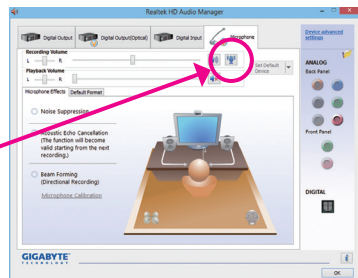 Realtek HD Audio Manager
Digital Output
Digital Output(Optical)
Digital Input
Microphone
Device advanced
settings
Recording Volume
L
R
Set Default
Device
Playback Volume
L
R
ANALOG
Back Panel
Microphone Effects
Default Format
Noise Suppression
Acoustic Echo Cancellation
(The function will become
valid starting from the next
recording.)
Beam Forming
(Directional Recording)
Microphone Calibration
Front Panel
DIGITAL
GIGABYTE
TECHNOLOGY
OK